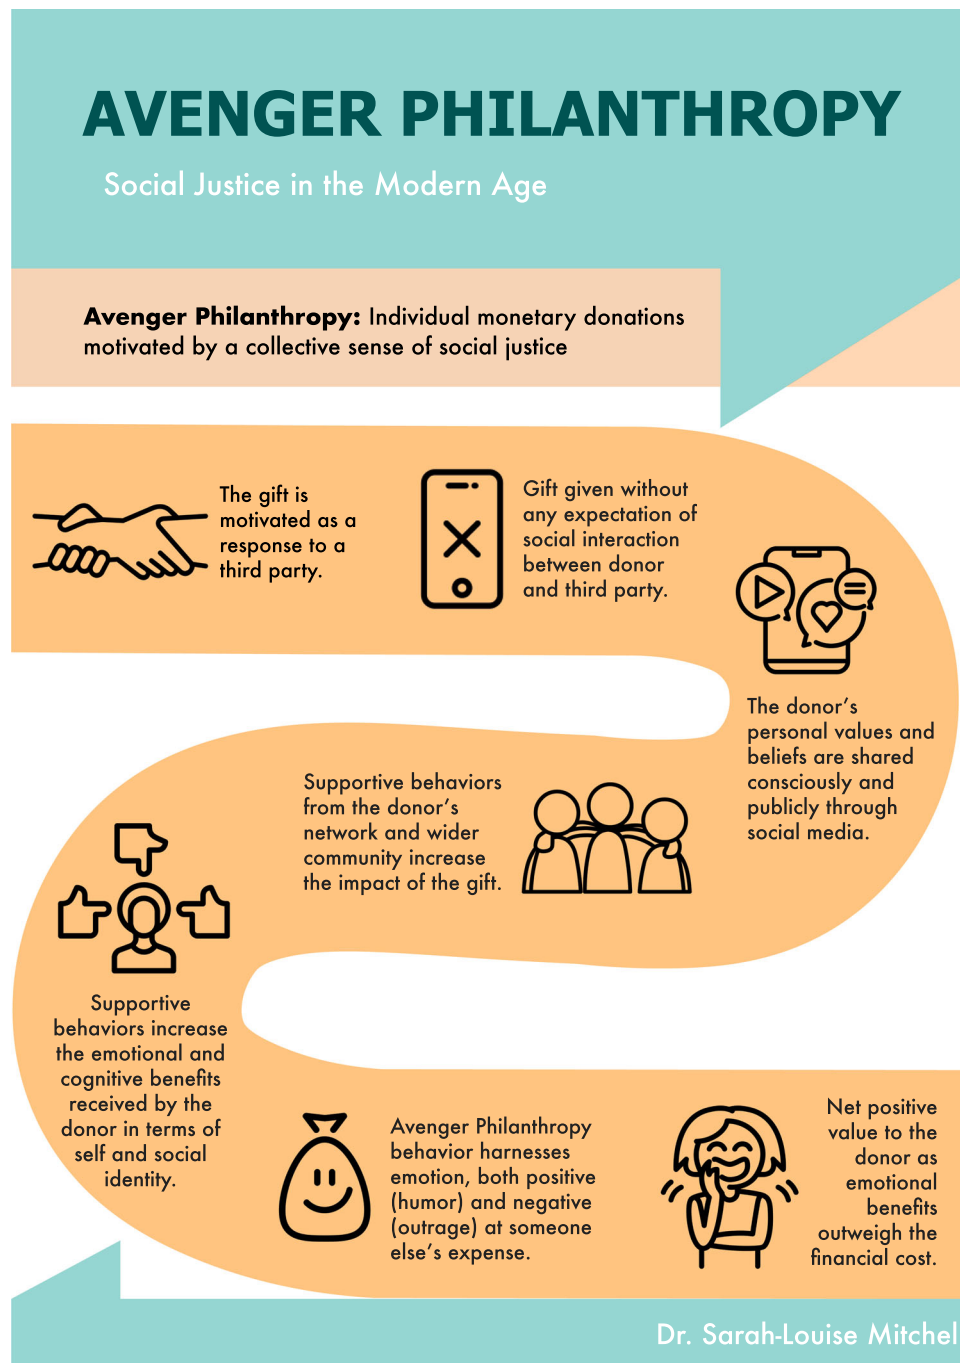 AVENGER PHILANTHROPY
Social Justice in the Modern Age
Avenger Philanthropy: Individual monetary donations
motivated by a collective sense of social justice
The gift is
motivated as a
response to a
third party.
Gift given without
any expectation of
social interaction
between donor
and third party.
The donor's
personal values and
beliefs are shared
consciously and
publicly through
social media.
Supportive behaviors
from the donor's
network and wider
community increase
the impact of the gift.
Supportive
behaviors increase
the emotional and
cognitive benefits
received by the
donor in terms of
self and social
identity.
Avenger Philanthropy
behavior harnesses
emotion, both positive
(humor) and negative
(outrage) at someone
else's expense.
Net positive
value to the
donor as
emotional
benefits
outweigh the
financial cost.
Dr. Sarah-Louise Mitchel